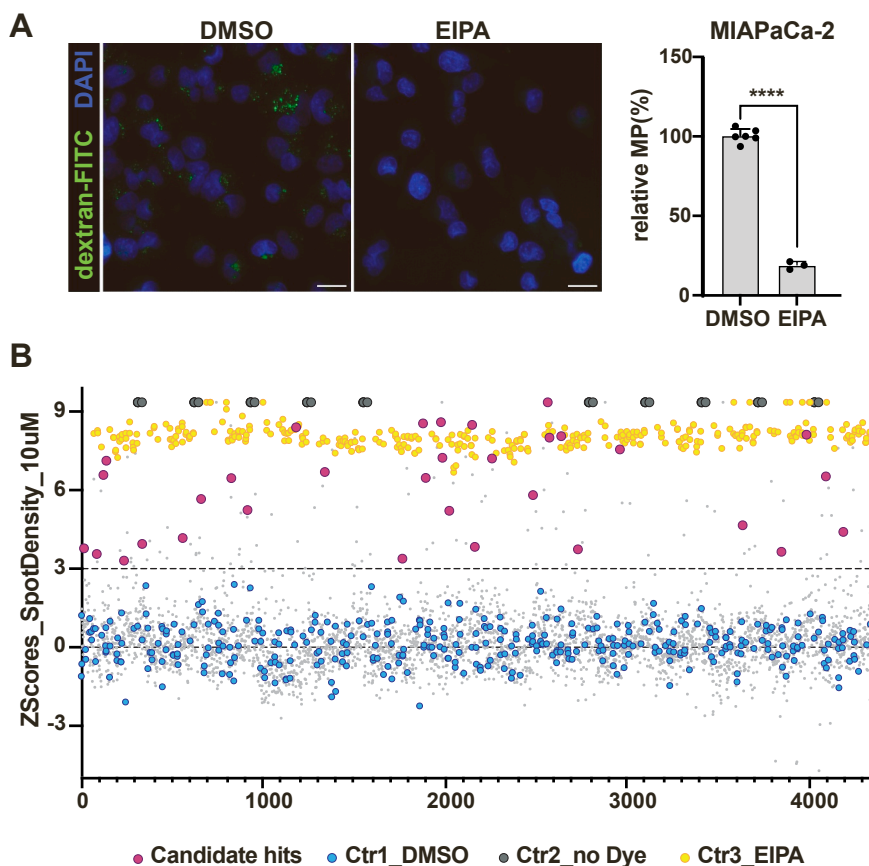 A
DMSO
EIPA
dextran-FITC DAPI
MIAPaCa-2
relative MP(%)
150
100
50
0
****
DMSO EIPA
B
ZScores_SpotDensity_10uM
9
6
3
0
-3
0 1000 2000 3000 4000
Candidate hits Ctr1_DMSO Ctr2_no Dye Ctr3_EIPA